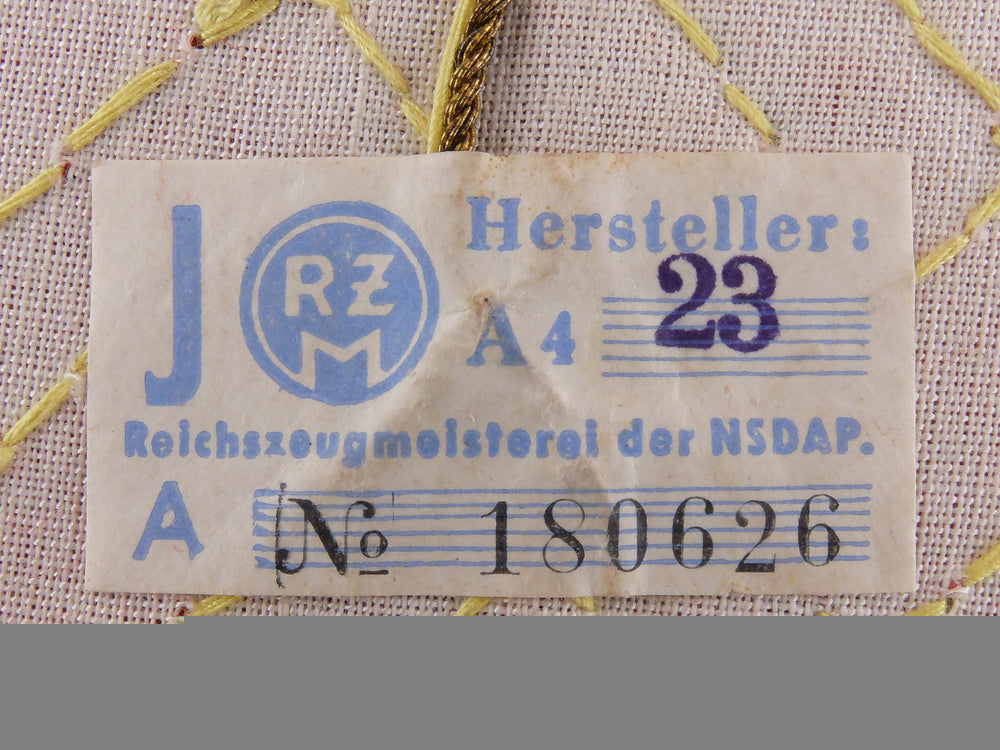 J RZM Hersteller:
A4 23
Reichszeugmeisterei der NSDAP.
A № 180626